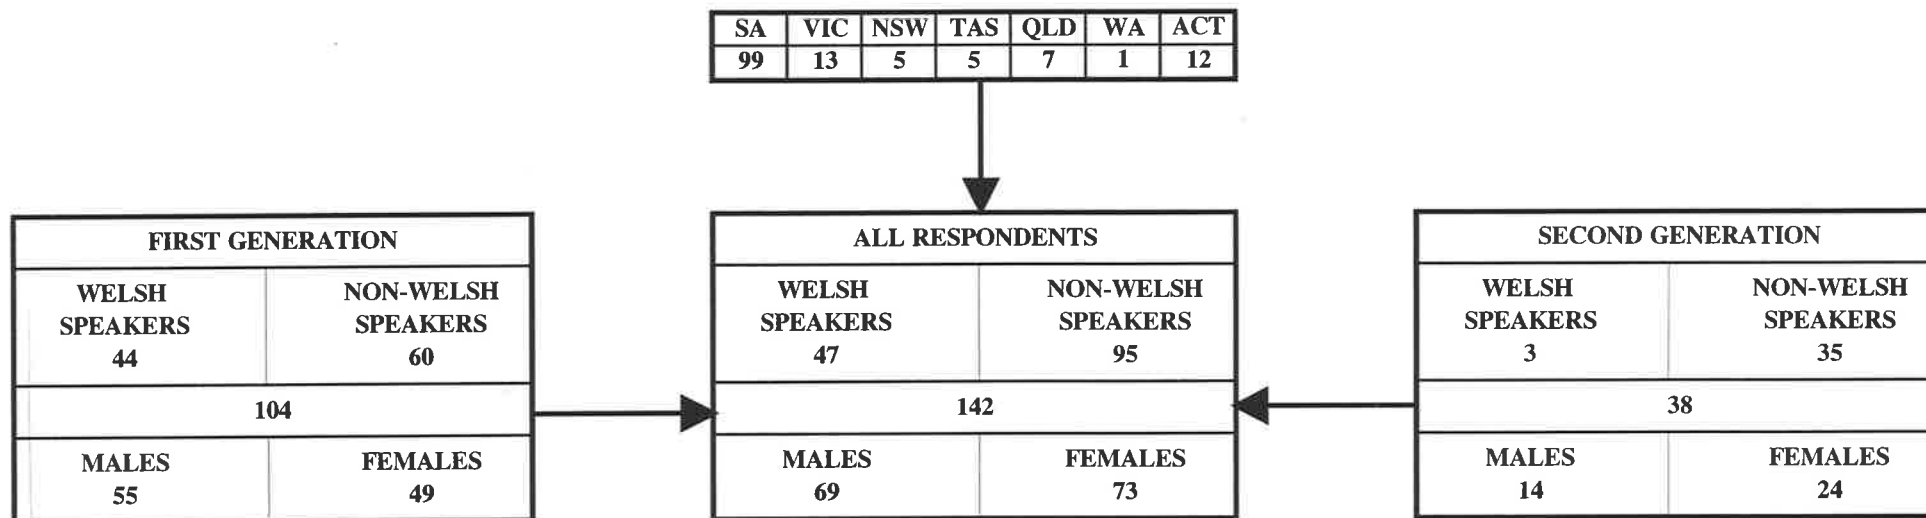 SA VIC NSW TAS QLD WA ACT
99 13 5 5 7 1 12
FIRST GENERATION
WELSH SPEAKERS
44
NON-WELSH SPEAKERS
60
104
MALES
55
FEMALES
49
ALL RESPONDENTS
WELSH SPEAKERS
47
NON-WELSH SPEAKERS
95
142
MALES
69
FEMALES
73
SECOND GENERATION
WELSH SPEAKERS
3
NON-WELSH SPEAKERS
35
38
MALES
14
FEMALES
24